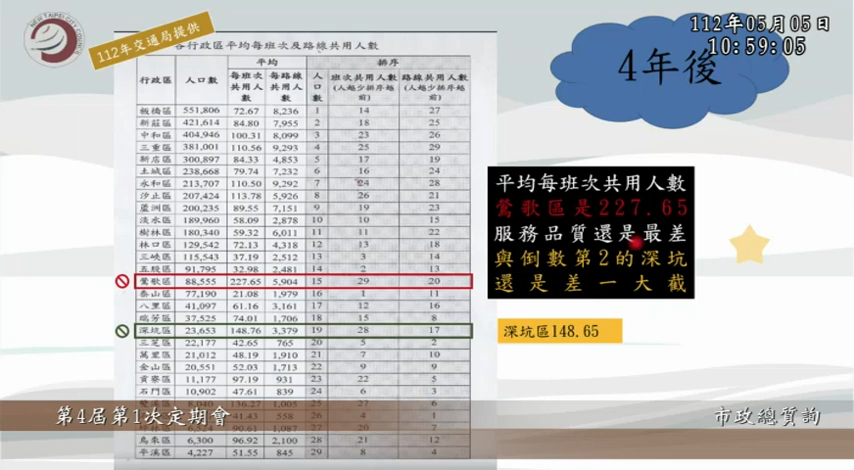 NEW TAIPEI CITY COUNCIL
112年交通局提供
各行政區平均每班次及路線共用人數
112年05月05日
10:59:05
4年後
行政區 人口數 平均 排序
每班次共用人數 每路線共用人數 人口數 班次共用人數(人越少排序越前) 路線共用人數(人越少排序越前)
板橋區 551,806 72.67 8,236 1 14 27
新莊區 421,614 84.80 7,955 2 18 25
中和區 404,946 100.31 8,099 3 23 26
三重區 381,001 110.56 9,293 4 25 29
新店區 300,897 84.33 4,853 5 17 19
土城區 238,668 79.74 7,232 6 16 24
永和區 213,707 110.50 9,292 7 24 28
汐止區 207,424 113.78 5,926 8 26 21
蘆洲區 200,235 89.55 7,151 9 19 23
淡水區 189,960 58.09 2,878 10 10 15
樹林區 180,340 59.32 6,011 11 11 22
林口區 129,542 72.13 4,318 12 13 18
三峽區 115,543 37.19 2,512 13 3 14
五股區 91,795 32.98 2,481 14 2 13
鶯歌區 88,555 227.65 5,904 15 29 20
泰山區 77,190 21.08 1,979 16 1 11
八里區 41,097 61.16 3,161 17 12 16
瑞芳區 37,525 74.01 1,706 18 15 8
深坑區 23,653 148.76 3,379 19 28 17
三芝區 22,177 42.65 765 20 5 2
萬里區 21,012 48.19 1,910 21 7 10
金山區 20,551 52.03 1,713 22 9 9
貢寮區 11,177 97.19 931 23 22 5
石門區 10,902 47.61 839 24 6 3
烏來區 6,300 96.92 2,100 28 21 12
平溪區 4,227 51.55 845 29 8 4
平均每班次共用人數
鶯歌區是227.65
服務品質還是最差
與倒數第2的深坑
還是差一大截
深坑區148.65
第4屆第1次定期會
市政總質詢